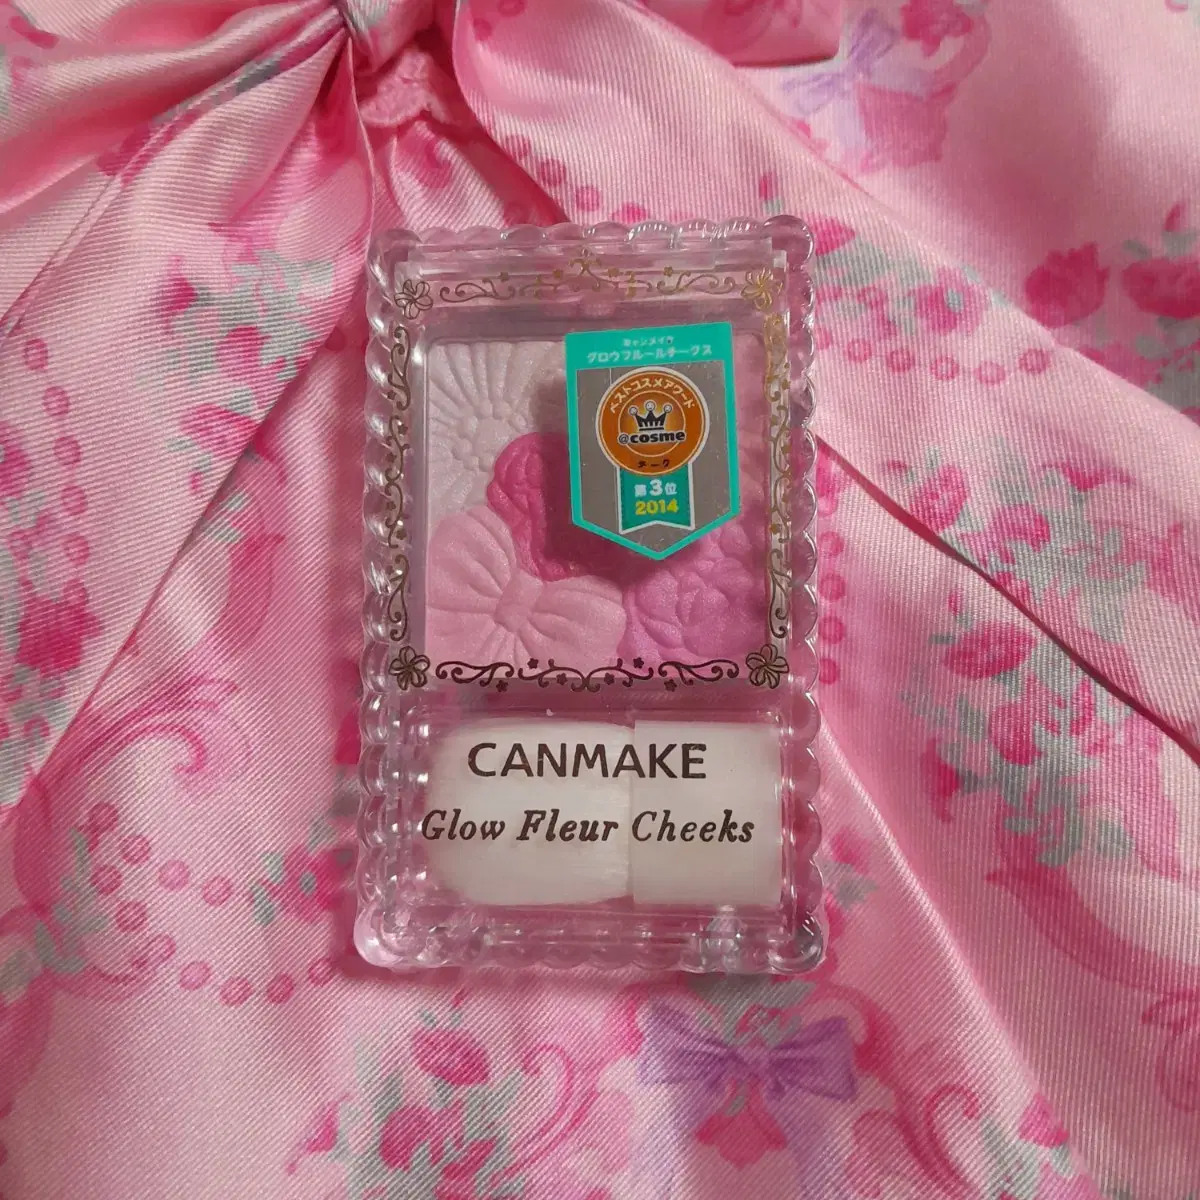 キャンメイク
グロウフルールチークス
ベストコスメアワード
@cosme
チーク
第3位
2014
CANMAKE
Glow Fleur Cheeks